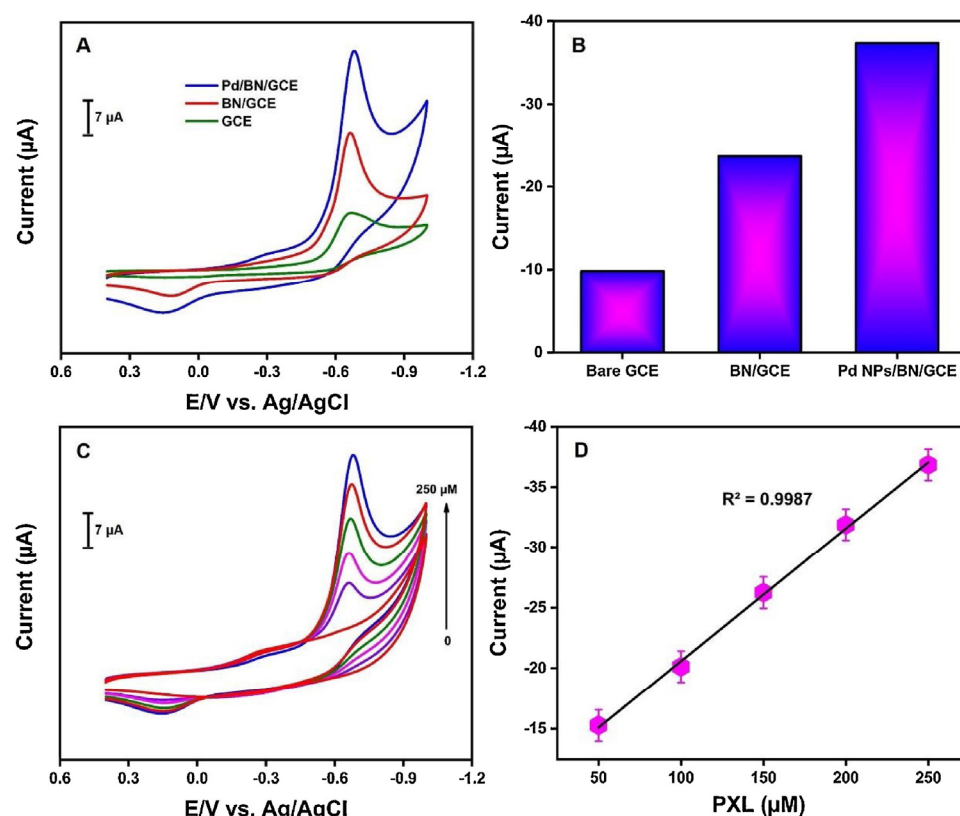 A
Pd/BN/GCE
BN/GCE
GCE
7 µA
Current (µA)
0.6 0.3 0.0 -0.3 -0.6 -0.9 -1.2
E/V vs. Ag/AgCl
B
-40
-30
-20
-10
0
Current (µA)
Bare GCE BN/GCE Pd NPs/BN/GCE
C
250 µM
7 µA
0
Current (µA)
0.6 0.3 0.0 -0.3 -0.6 -0.9 -1.2
E/V vs. Ag/AgCl
D
R² = 0.9987
-40
-35
-30
-25
-20
-15
Current (µA)
50 100 150 200 250
PXL (µM)